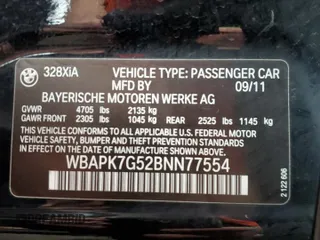 328XiA VEHICLE TYPE: PASSENGER CAR
09/11
BAYERISCHE MOTOREN WERKE AG
GVWR 4705 lbs 2135 kg
GAWR FRONT 2305 lbs 1045 kg REAR 2525 lbs 1145 kg
THIS VEHICLE CONFORMS TO ALL APPLICABLE FEDERAL
MOTOR VEHICLE SAFETY, BUMPER, AND THEFT PREVENTION
STANDARDS IN EFFECT ON THE DATE OF MANUFACTURE
SHOWN ABOVE.
WBAPK7G52BNN77554
2 122 606